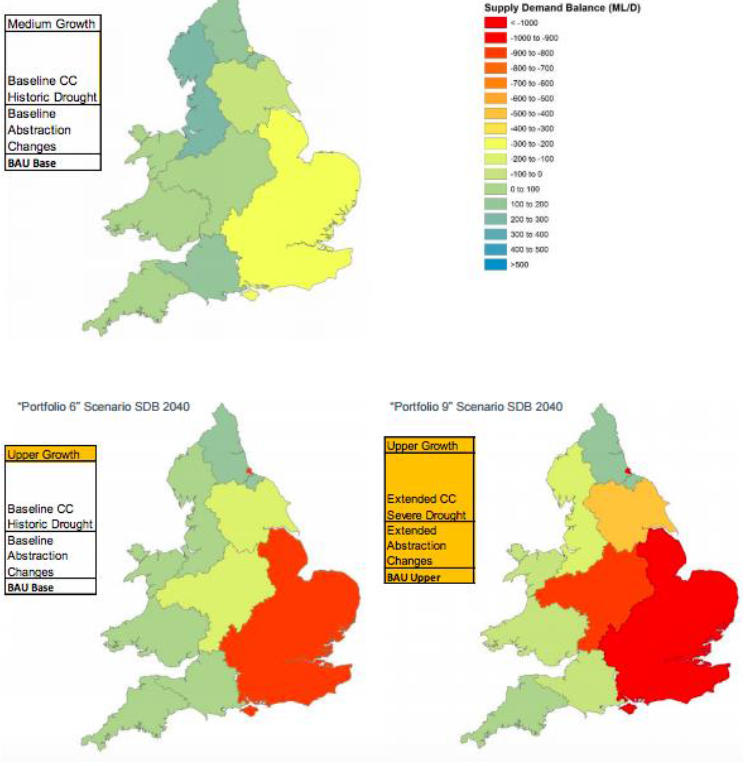 Medium Growth
Baseline CC
Historic Drought
Baseline
Abstraction
Changes
BAU Base
Supply Demand Balance (ML/D)
< -1000
-1000 to -900
-900 to -800
-800 to -700
-700 to -600
-600 to -500
-500 to -400
-400 to -300
-300 to -200
-200 to -100
-100 to 0
0 to 100
100 to 200
200 to 300
300 to 400
400 to 500
>500
"Portfolio 6" Scenario SDB 2040
Upper Growth
Baseline CC
Historic Drought
Baseline
Abstraction
Changes
BAU Base
"Portfolio 9" Scenario SDB 2040
Upper Growth
Extended CC
Severe Drought
Extended
Abstraction
Changes
BAU Upper